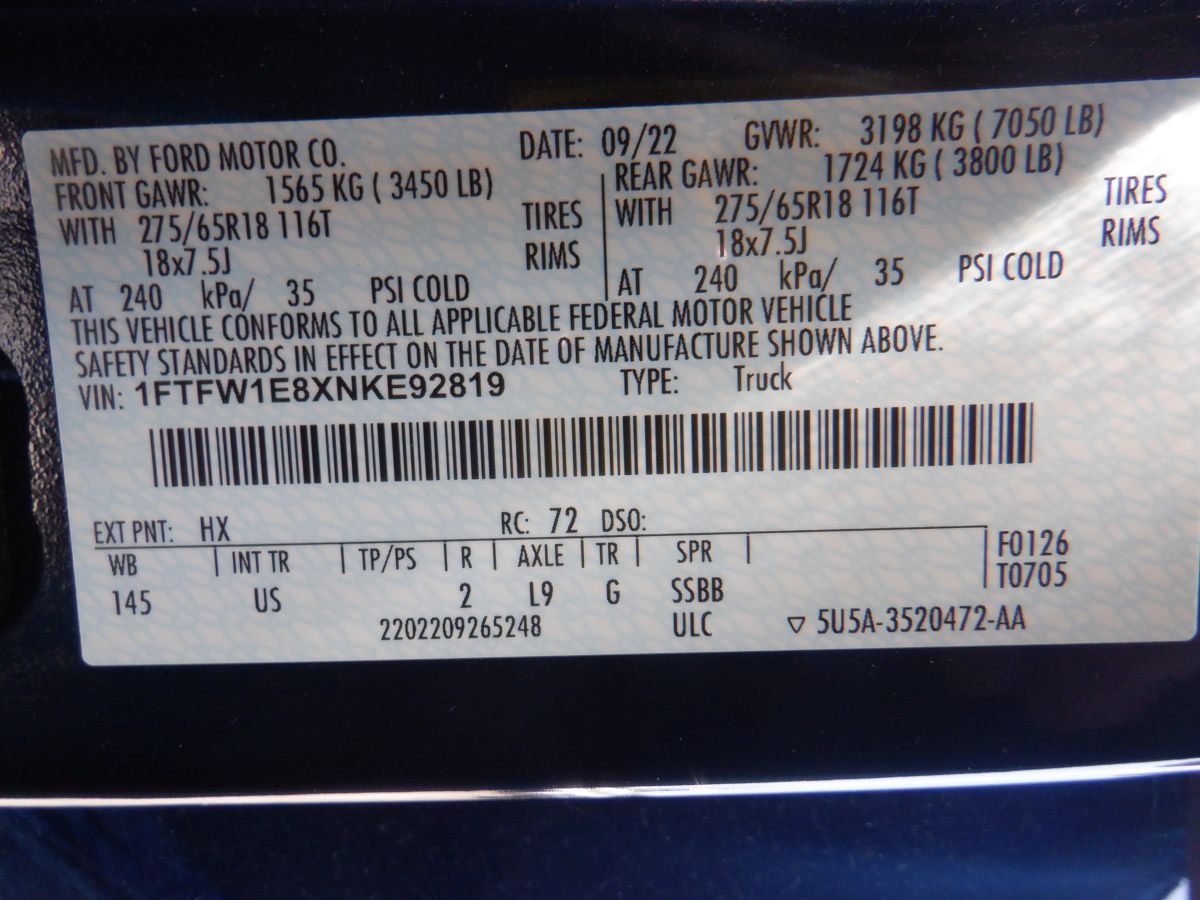 MFD. BY FORD MOTOR CO. DATE: 09/22 GVWR: 3198 KG ( 7050 LB)
FRONT GAWR: 1565 KG ( 3450 LB) REAR GAWR: 1724 KG ( 3800 LB)
WITH 275/65R18 116T TIRES WITH 275/65R18 116T TIRES
18x7.5J RIMS 18x7.5J RIMS
AT 240 kPa/ 35 PSI COLD AT 240 kPa/ 35 PSI COLD
THIS VEHICLE CONFORMS TO ALL APPLICABLE FEDERAL MOTOR VEHICLE
SAFETY STANDARDS IN EFFECT ON THE DATE OF MANUFACTURE SHOWN ABOVE.
VIN: 1FTFW1E8XNKE92819 TYPE: Truck
EXT PNT: HX RC: 72 DSO:
WB INT TR TP/PS R AXLE TR SPR F0126
145 US 2 L9 G SSBB T0705
2202209265248 ULC ▽ 5U5A-3520472-AA